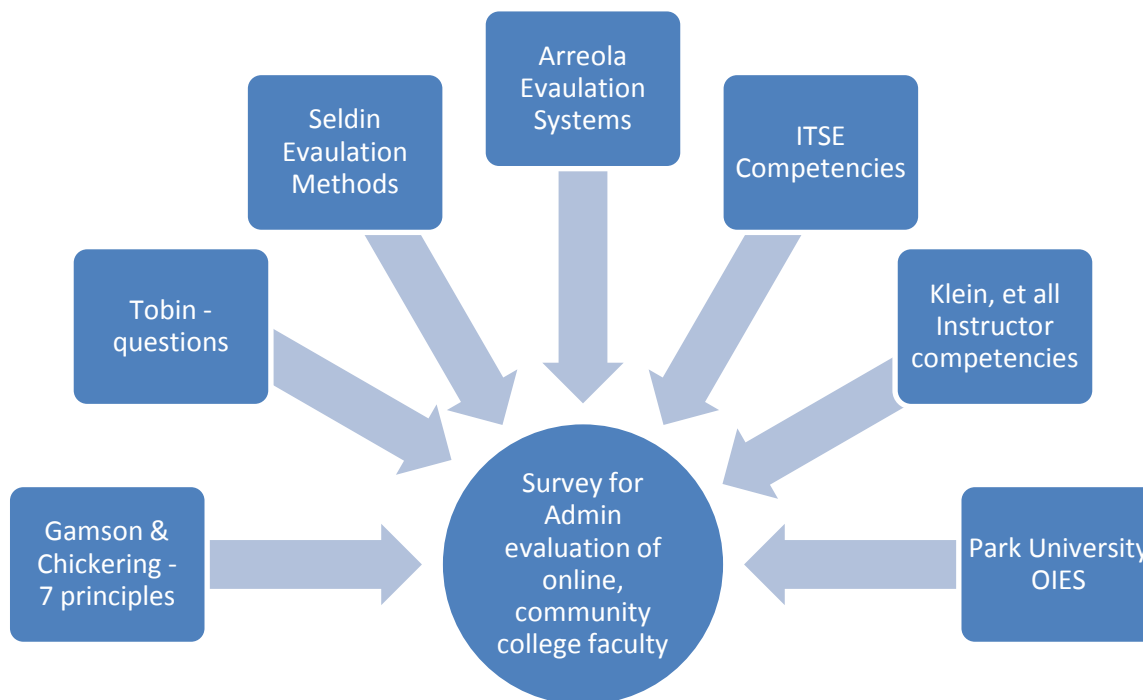 Arreola
Evaulation
Systems
Seldin
Evaulation
Methods
ITSE
Competencies
Tobin -
questions
Klein, et all
Instructor
competencies
Gamson &
Chickering -
7 principles
Survey for
Admin
evaluation of
online,
community
college faculty
Park University
OIES